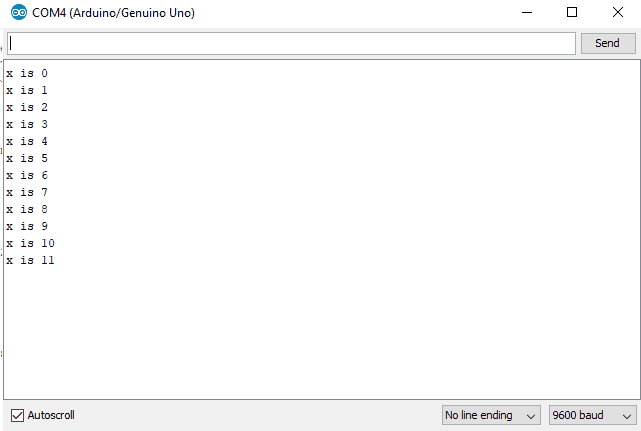 COM4 (Arduino/Genuino Uno)
Send
x is 0
x is 1
x is 2
x is 3
x is 4
x is 5
x is 6
x is 7
x is 8
x is 9
x is 10
x is 11
Autoscroll
No line ending
9600 baud